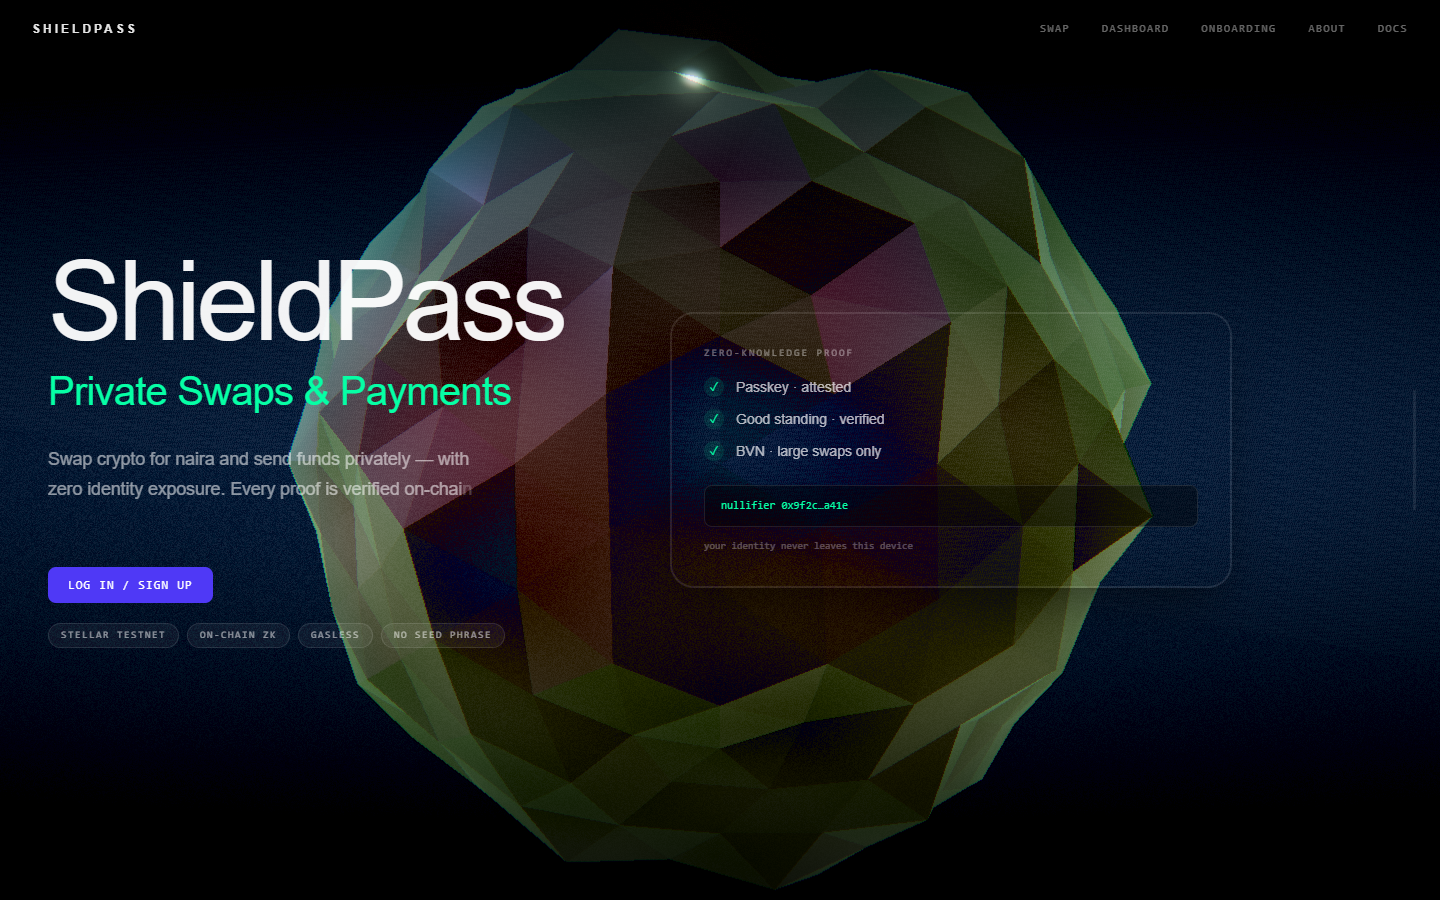 SHIELDPASS
SWAP DASHBOARD ONBOARDING ABOUT DOCS
ShieldPass
Private Swaps & Payments
Swap crypto for naira and send funds privately — with
zero identity exposure. Every proof is verified on-chain
LOG IN / SIGN UP
STELLAR TESTNET ON-CHAIN ZK GASLESS NO SEED PHRASE
ZERO-KNOWLEDGE PROOF
✓ Passkey · attested
✓ Good standing · verified
✓ BVN · large swaps only
nullifier 0x9f2c…a41e
your identity never leaves this device